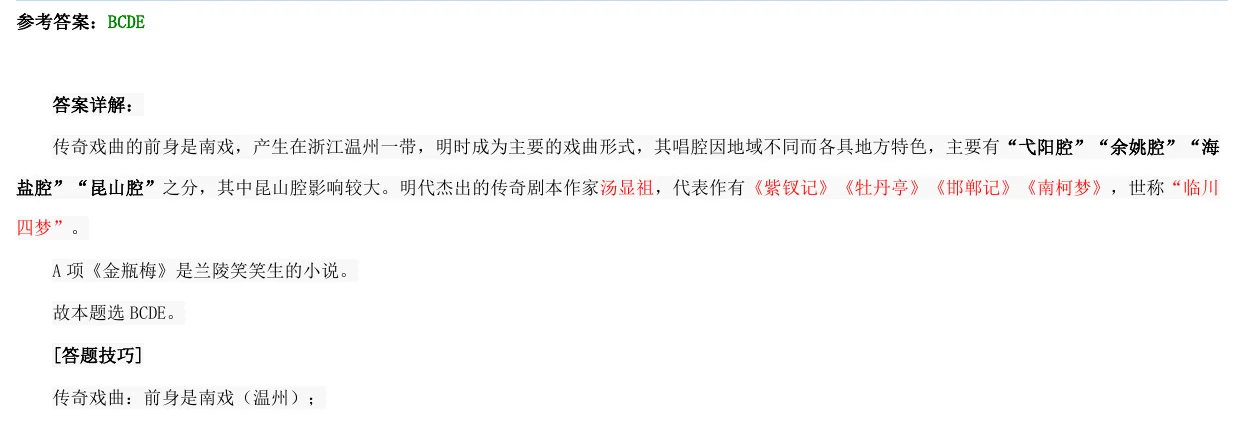 参考答案：BCDE
答案详解：
传奇戏曲的前身是南戏，产生在浙江温州一带，明时成为主要的戏曲形式，其唱腔因地域不同而各具地方特色，主要有“弋阳腔”“余姚腔”“海
盐腔”“昆山腔”之分，其中昆山腔影响较大。明代杰出的传奇剧本作家汤显祖，代表作有《紫钗记》《牡丹亭》《邯郸记》《南柯梦》，世称“临川
四梦”。
A 项《金瓶梅》是兰陵笑笑生的小说。
故本题选 BCDE。
[答题技巧]
传奇戏曲：前身是南戏（温州）；